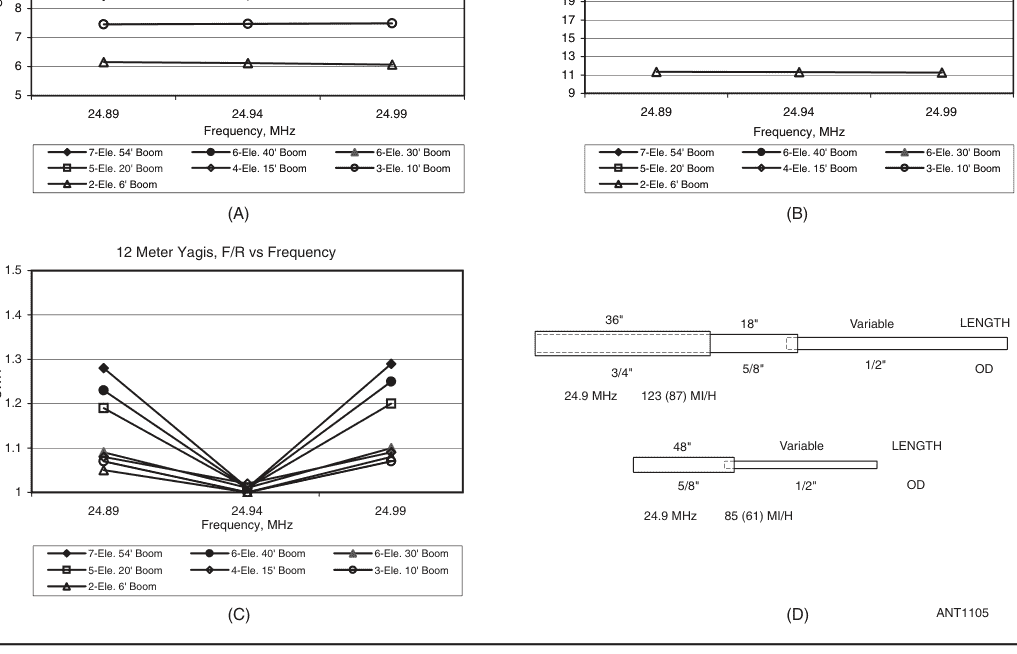 8
7
6
5
24.89 24.94 24.99
Frequency, MHz
7-Ele. 54' Boom 6-Ele. 40' Boom 6-Ele. 30' Boom
5-Ele. 20' Boom 4-Ele. 15' Boom 3-Ele. 10' Boom
2-Ele. 6' Boom
(A)
19
17
15
13
11
9
24.89 24.94 24.99
Frequency, MHz
7-Ele. 54' Boom 6-Ele. 40' Boom 6-Ele. 30' Boom
5-Ele. 20' Boom 4-Ele. 15' Boom 3-Ele. 10' Boom
2-Ele. 6' Boom
(B)
12 Meter Yagis, F/R vs Frequency
1.5
1.4
1.3
1.2
1.1
1
24.89 24.94 24.99
Frequency, MHz
7-Ele. 54' Boom 6-Ele. 40' Boom 6-Ele. 30' Boom
5-Ele. 20' Boom 4-Ele. 15' Boom 3-Ele. 10' Boom
2-Ele. 6' Boom
(C)
36" 18" Variable LENGTH
3/4" 5/8" 1/2" OD
24.9 MHz 123 (87) MI/H
48" Variable LENGTH
5/8" 1/2" OD
24.9 MHz 85 (61) MI/H
(D)
ANT1105